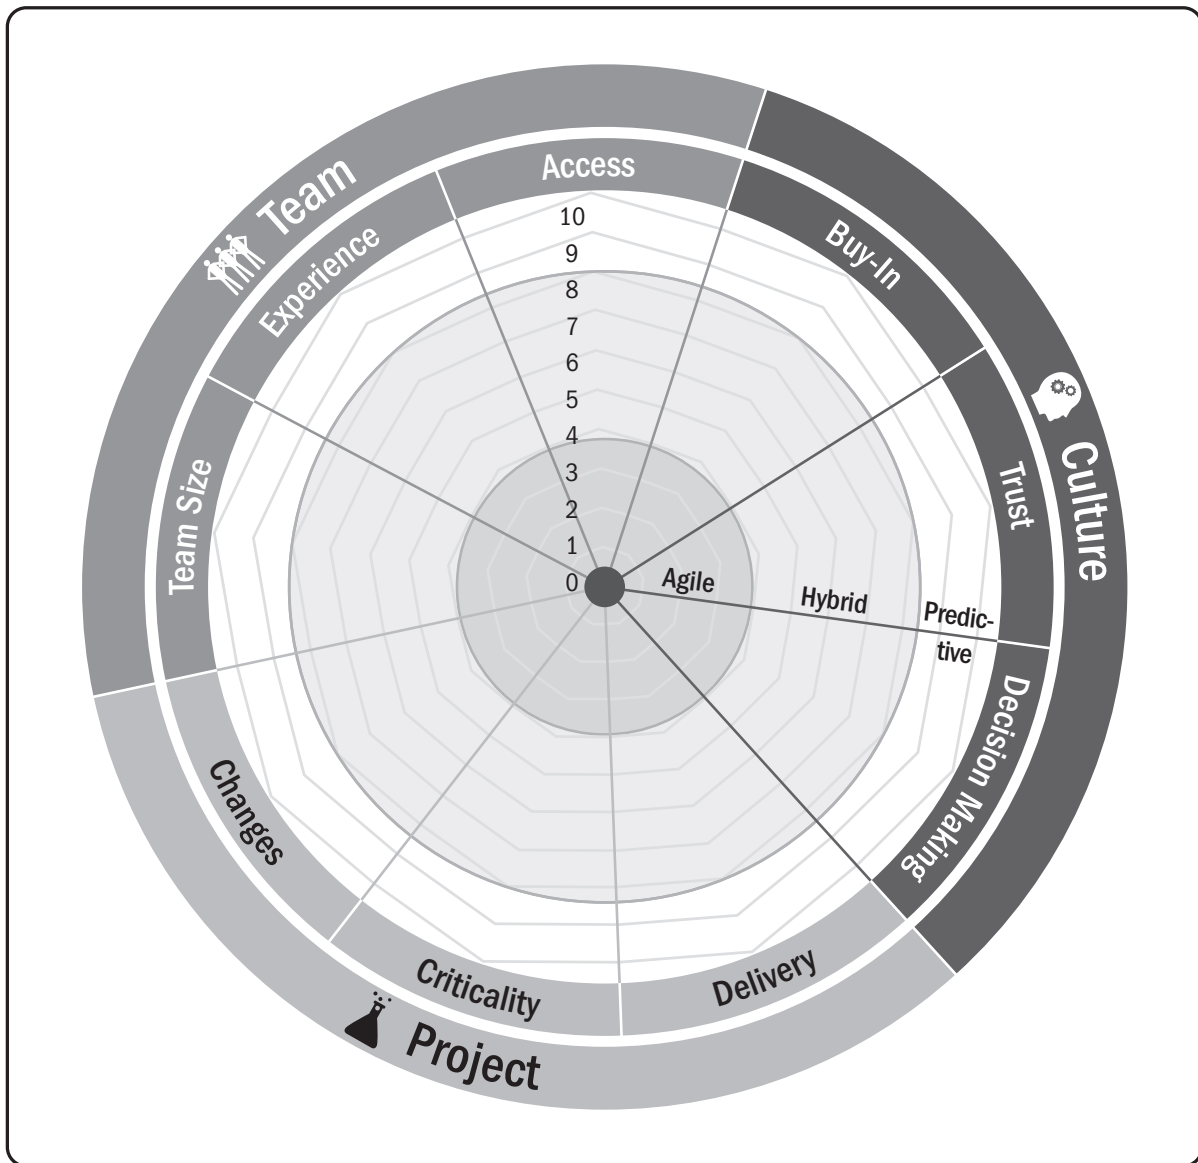 Team
Culture
Project
Access
Buy-In
Trust
Decision Making
Delivery
Criticality
Changes
Team Size
Experience
10
9
8
7
6
5
4
3
2
1
0
Agile
Hybrid
Predic-
tive